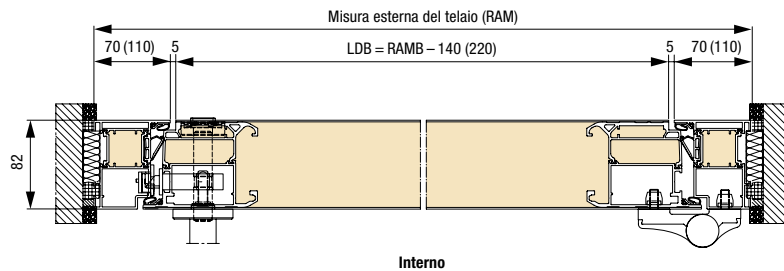 Misura esterna del telaio (RAM)
70 (110) 5 LDB = RAMB – 140 (220) 5 70 (110)
82
Interno